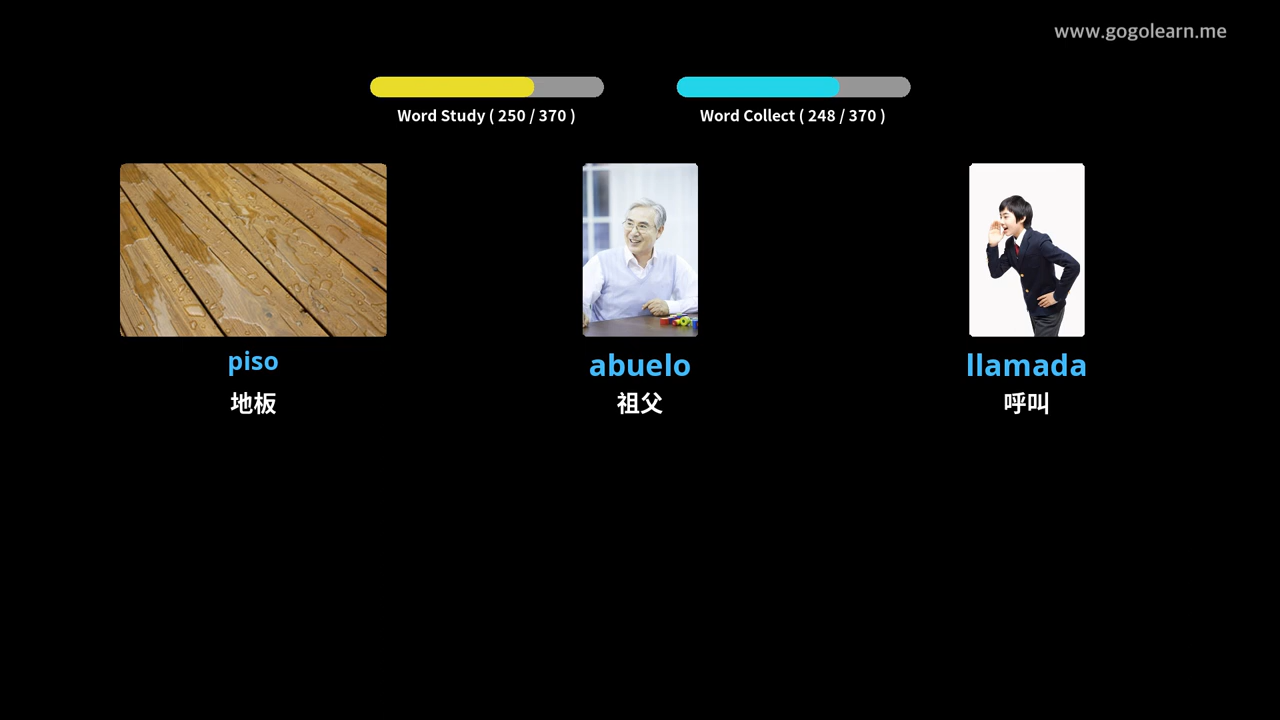 www.gogolearn.me
Word Study ( 250 / 370 )
Word Collect ( 248 / 370 )
piso
地板
abuelo
祖父
llamada
呼叫